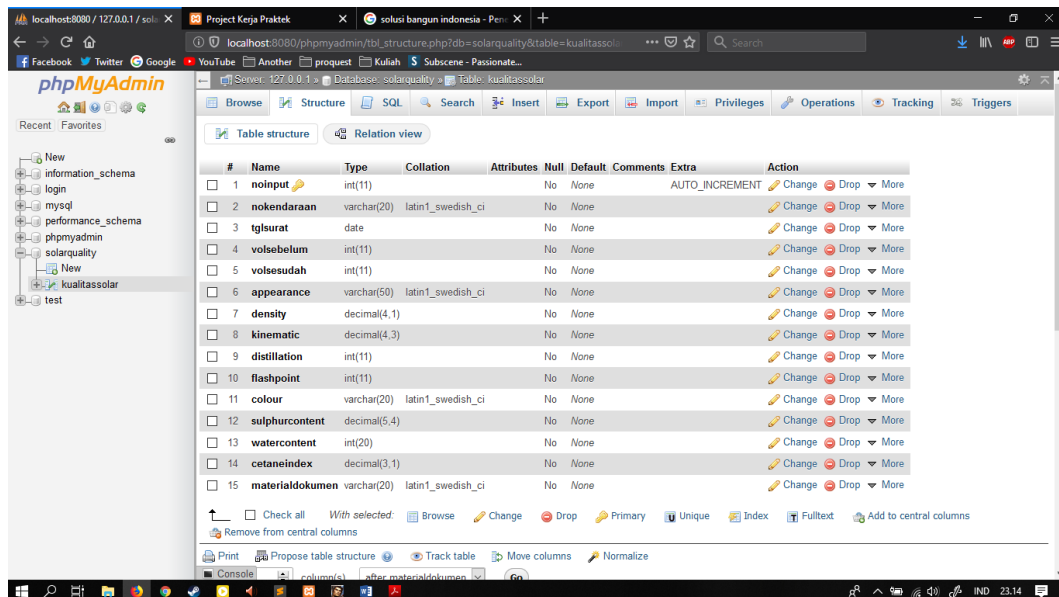 localhost:8080 / 127.0.0.1 / sola
Project Kerja Praktek
solusi bangun indonesia - Pen
localhost:8080/phpmyadmin/tbl_structure.php?db=solarquality&table=kualitassola
Search
Facebook Twitter Google YouTube Another proquest Kuliah Subscene - Passionate...
phpMyAdmin
Recent Favorites
New
information_schema
login
mysql
performance_schema
phpmyadmin
solarquality
New
kualitassolar
test
Server: 127.0.0.1 » Database: solarquality » Table: kualitassolar
Browse Structure SQL Search Insert Export Import Privileges Operations Tracking Triggers
Table structure Relation view
# Name Type Collation Attributes Null Default Comments Extra Action
1 noinput int(11) No None AUTO_INCREMENT Change Drop More
2 nokendaraan varchar(20) latin1_swedish_ci No None Change Drop More
3 tglsurat date No None Change Drop More
4 volsebelum int(11) No None Change Drop More
5 volsesudah int(11) No None Change Drop More
6 appearance varchar(50) latin1_swedish_ci No None Change Drop More
7 density decimal(4,1) No None Change Drop More
8 kinematic decimal(4,3) No None Change Drop More
9 distillation int(11) No None Change Drop More
10 flashpoint int(11) No None Change Drop More
11 colour varchar(20) latin1_swedish_ci No None Change Drop More
12 sulphurcontent decimal(5,4) No None Change Drop More
13 watercontent int(20) No None Change Drop More
14 cetaneindex decimal(3,1) No None Change Drop More
15 materialdokumen varchar(20) latin1_swedish_ci No None Change Drop More
Check all With selected: Browse Change Drop Primary Unique Index Fulltext Add to central columns
Remove from central columns
Print Propose table structure Track table Move columns Normalize
Console column(s) after materialdokumen Go
IND 23.14